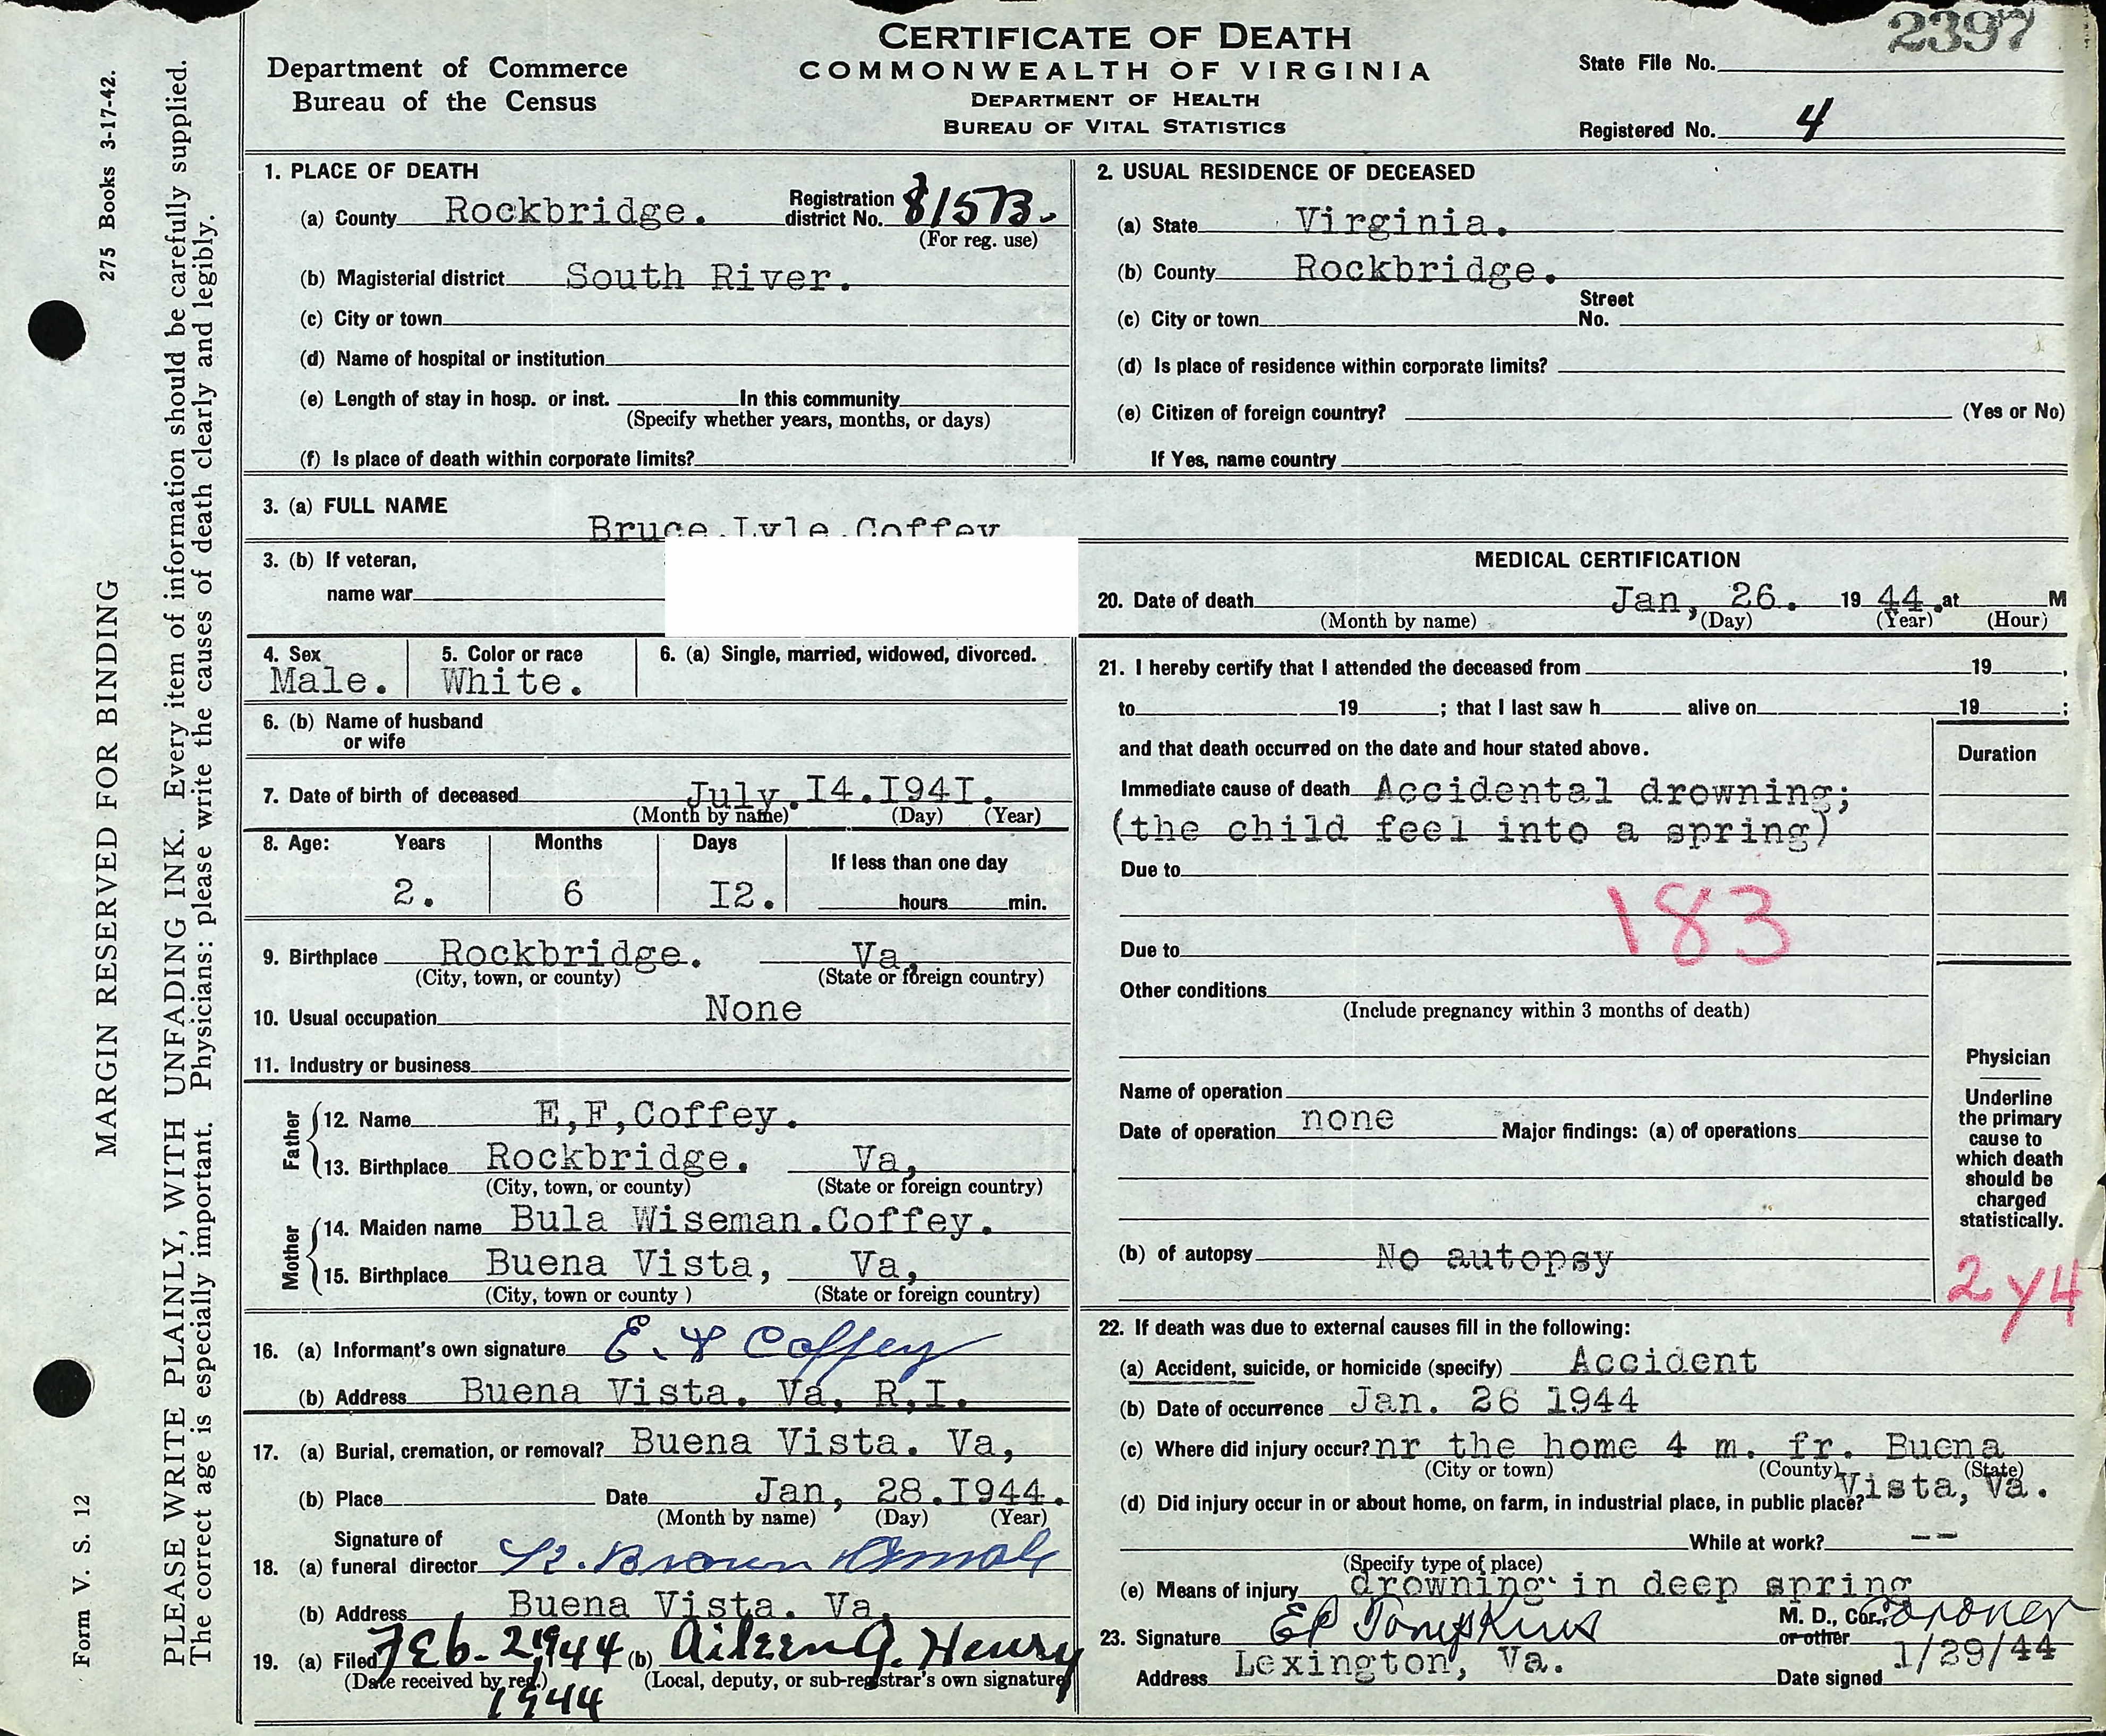 CERTIFICATE OF DEATH
COMMONWEALTH OF VIRGINIA
DEPARTMENT OF HEALTH
BUREAU OF VITAL STATISTICS
Department of Commerce
Bureau of the Census
2397
State File No.
Registered No. 4
275 Books 3-17-42.
MARGIN RESERVED FOR BINDING
Form V. S. 12
PLEASE WRITE PLAINLY, WITH UNFADING INK. Every item of information should be carefully supplied.
The correct age is especially important. Physicians: please write the causes of death clearly and legibly.
1. PLACE OF DEATH
(a) County Rockbridge. Registration district No. 815B.
(For reg. use)
(b) Magisterial district South River.
(c) City or town
(d) Name of hospital or institution
(e) Length of stay in hosp. or inst. In this community
(Specify whether years, months, or days)
(f) Is place of death within corporate limits?
2. USUAL RESIDENCE OF DECEASED
(a) State Virginia.
(b) County Rockbridge.
(c) City or town Street No.
(d) Is place of residence within corporate limits?
(e) Citizen of foreign country? (Yes or No)
If Yes, name country
3. (a) FULL NAME
Bruce.Lyle.Coffey
3. (b) If veteran,
name war
4. Sex
Male.
5. Color or race
White.
6. (a) Single, married, widowed, divorced.
6. (b) Name of husband
or wife
7. Date of birth of deceased July.I4.I94I.
(Month by name) (Day) (Year)
8. Age: Years Months Days
If less than one day
2. 6 I2.
hours min.
9. Birthplace Rockbridge. Va,
(City, town, or county) (State or foreign country)
10. Usual occupation None
11. Industry or business
Father
12. Name E,F,Coffey.
13. Birthplace Rockbridge. Va,
(City, town, or county) (State or foreign country)
Mother
14. Maiden name Bula Wiseman.Coffey.
15. Birthplace Buena Vista, Va,
(City, town or county ) (State or foreign country)
16. (a) Informant's own signature E. F Coffey
(b) Address Buena Vista. Va, R,I.
17. (a) Burial, cremation, or removal? Buena Vista. Va,
(b) Place Date Jan, 28.I944.
(Month by name) (Day) (Year)
Signature of
18. (a) funeral director
(b) Address Buena Vista. Va,
19. (a) Filed Feb. 2, 1944 (b) Aileen G. Henry
(Date received by reg.) (Local, deputy, or sub-registrar's own signature)
1944
MEDICAL CERTIFICATION
20. Date of death Jan, 26. 1944.at M
(Month by name) (Day) (Year) (Hour)
21. I hereby certify that I attended the deceased from 19 ,
to 19 ; that I last saw h alive on 19 ;
and that death occurred on the date and hour stated above.
Duration
Immediate cause of death Accidental drowning;
(the child feel into a spring)
Due to
183
Due to
Other conditions
(Include pregnancy within 3 months of death)
Name of operation
Date of operation none Major findings: (a) of operations
(b) of autopsy No autopsy
Physician
Underline
the primary
cause to
which death
should be
charged
statistically.
2 y4
22. If death was due to external causes fill in the following:
(a) Accident, suicide, or homicide (specify) Accident
(b) Date of occurrence Jan. 26 1944
(c) Where did injury occur? nr the home 4 m. fr. Buena
(City or town) (County) (State)
Vista, Va.
(d) Did injury occur in or about home, on farm, in industrial place, in public place?
While at work? --
(Specify type of place)
(e) Means of injury drowning in deep spring
23. Signature EP Tompkins M. D., Cor., or other Coroner
Address Lexington, Va. Date signed 1/29/44